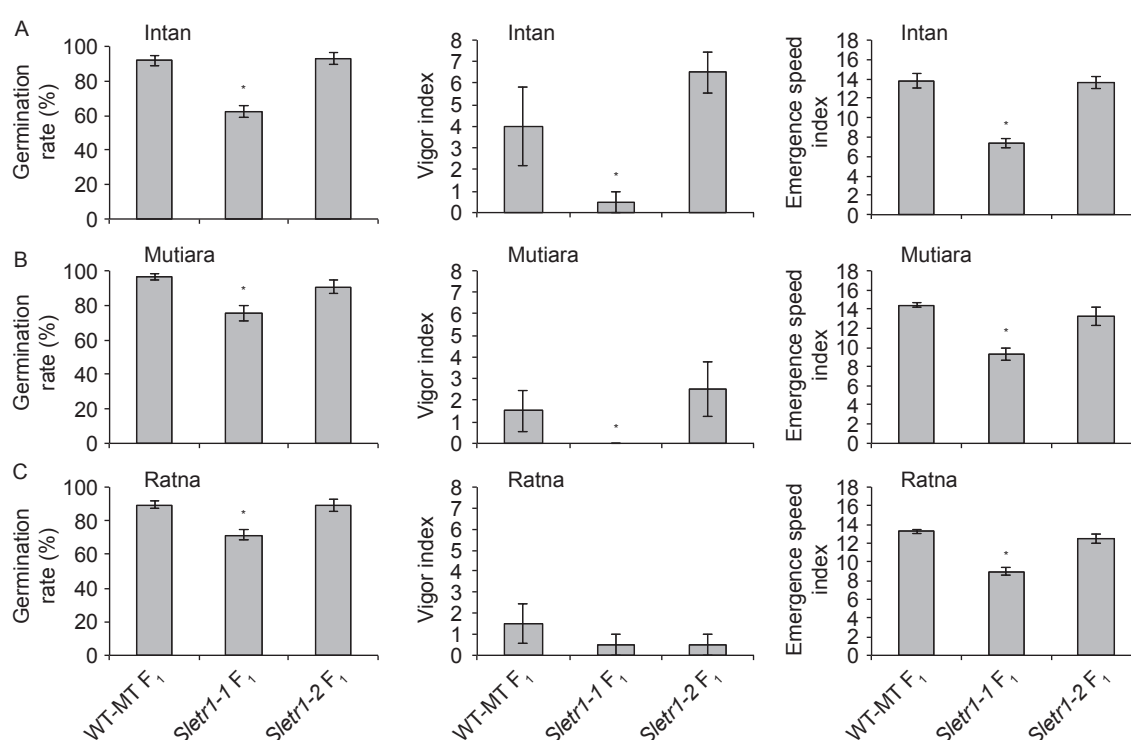 A
Intan
Germination
rate (%)
100
80
60
40
20
0
*
Intan
Vigor index
8
7
6
5
4
3
2
1
0
*
Intan
Emergence speed
index
18
16
14
12
10
8
6
4
2
0
*
B
Mutiara
Germination
rate (%)
100
80
60
40
20
0
*
Mutiara
Vigor index
8
7
6
5
4
3
2
1
0
*
Mutiara
Emergence speed
index
18
16
14
12
10
8
6
4
2
0
*
C
Ratna
Germination
rate (%)
100
80
60
40
20
0
*
Ratna
Vigor index
8
7
6
5
4
3
2
1
0
Ratna
Emergence speed
index
18
16
14
12
10
8
6
4
2
0
*
WT-MT F₁
Sletr1-1 F₁
Sletr1-2 F₁
WT-MT F₁
Sletr1-1 F₁
Sletr1-2 F₁
WT-MT F₁
Sletr1-1 F₁
Sletr1-2 F₁